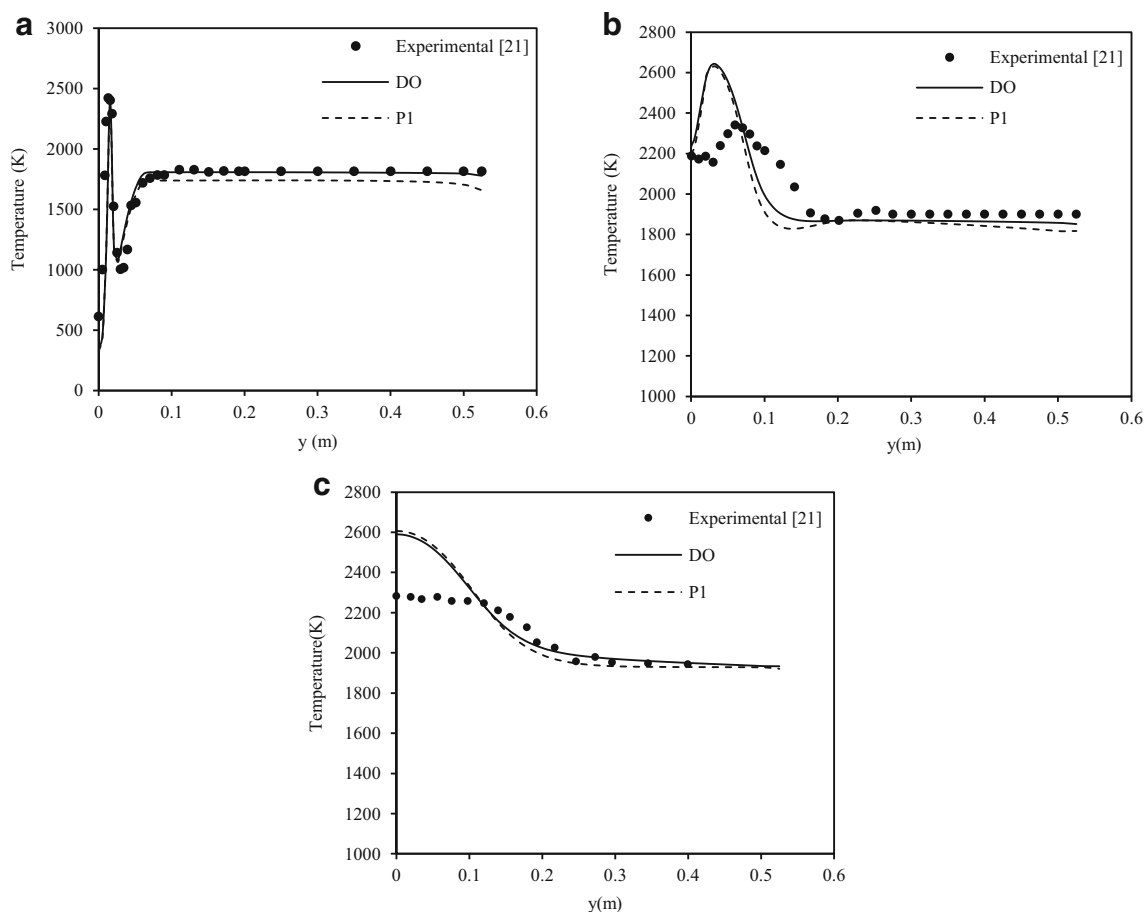 a
3000
2500
2000
1500
1000
500
0
Temperature (K)
Experimental [21]
DO
P1
0 0.1 0.2 0.3 0.4 0.5 0.6
y (m)
b
2800
2600
2400
2200
2000
1800
1600
1400
1200
1000
Temperature (K)
Experimental [21]
DO
P1
0 0.1 0.2 0.3 0.4 0.5 0.6
y(m)
c
2800
2600
2400
2200
2000
1800
1600
1400
1200
1000
Temperature(K)
Experimental [21]
DO
P1
0 0.1 0.2 0.3 0.4 0.5 0.6
y(m)